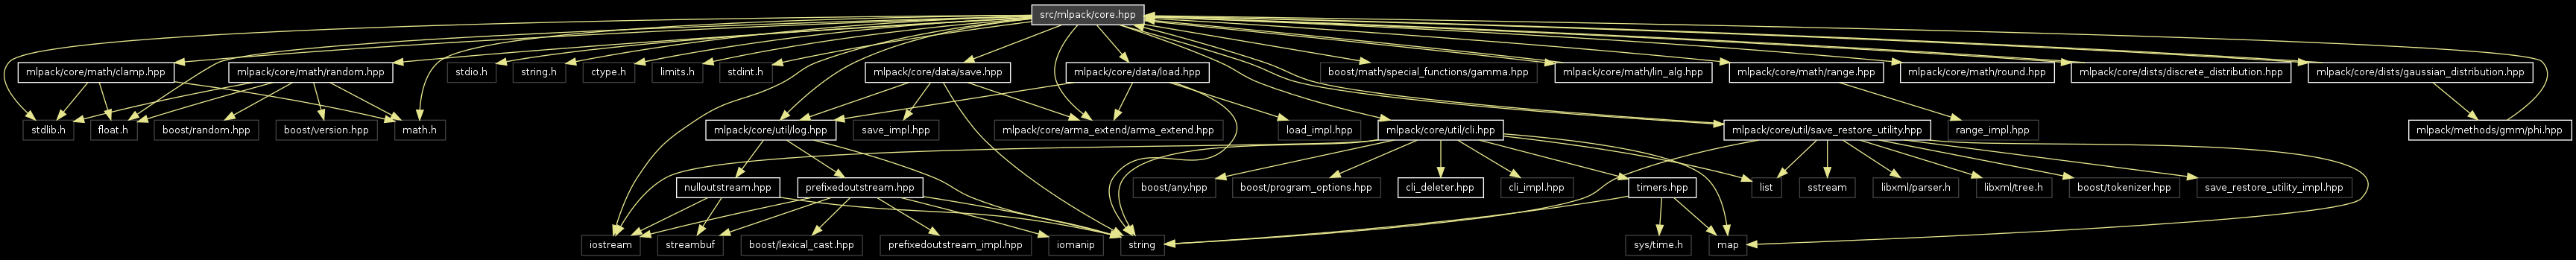 src/mlpack/core.hpp
mlpack/core/math/clamp.hpp
mlpack/core/math/random.hpp
stdio.h
string.h
ctype.h
limits.h
stdint.h
mlpack/core/data/save.hpp
mlpack/core/data/load.hpp
boost/math/special_functions/gamma.hpp
mlpack/core/math/lin_alg.hpp
mlpack/core/math/range.hpp
mlpack/core/math/round.hpp
mlpack/core/dists/discrete_distribution.hpp
mlpack/core/dists/gaussian_distribution.hpp
stdlib.h
float.h
boost/random.hpp
boost/version.hpp
math.h
mlpack/core/util/log.hpp
save_impl.hpp
mlpack/core/arma_extend/arma_extend.hpp
load_impl.hpp
mlpack/core/util/cli.hpp
mlpack/core/util/save_restore_utility.hpp
range_impl.hpp
mlpack/methods/gmm/phi.hpp
nulloutstream.hpp
prefixedoutstream.hpp
boost/any.hpp
boost/program_options.hpp
cli_deleter.hpp
cli_impl.hpp
timers.hpp
list
sstream
libxml/parser.h
libxml/tree.h
boost/tokenizer.hpp
save_restore_utility_impl.hpp
iostream
streambuf
boost/lexical_cast.hpp
prefixedoutstream_impl.hpp
iomanip
string
sys/time.h
map